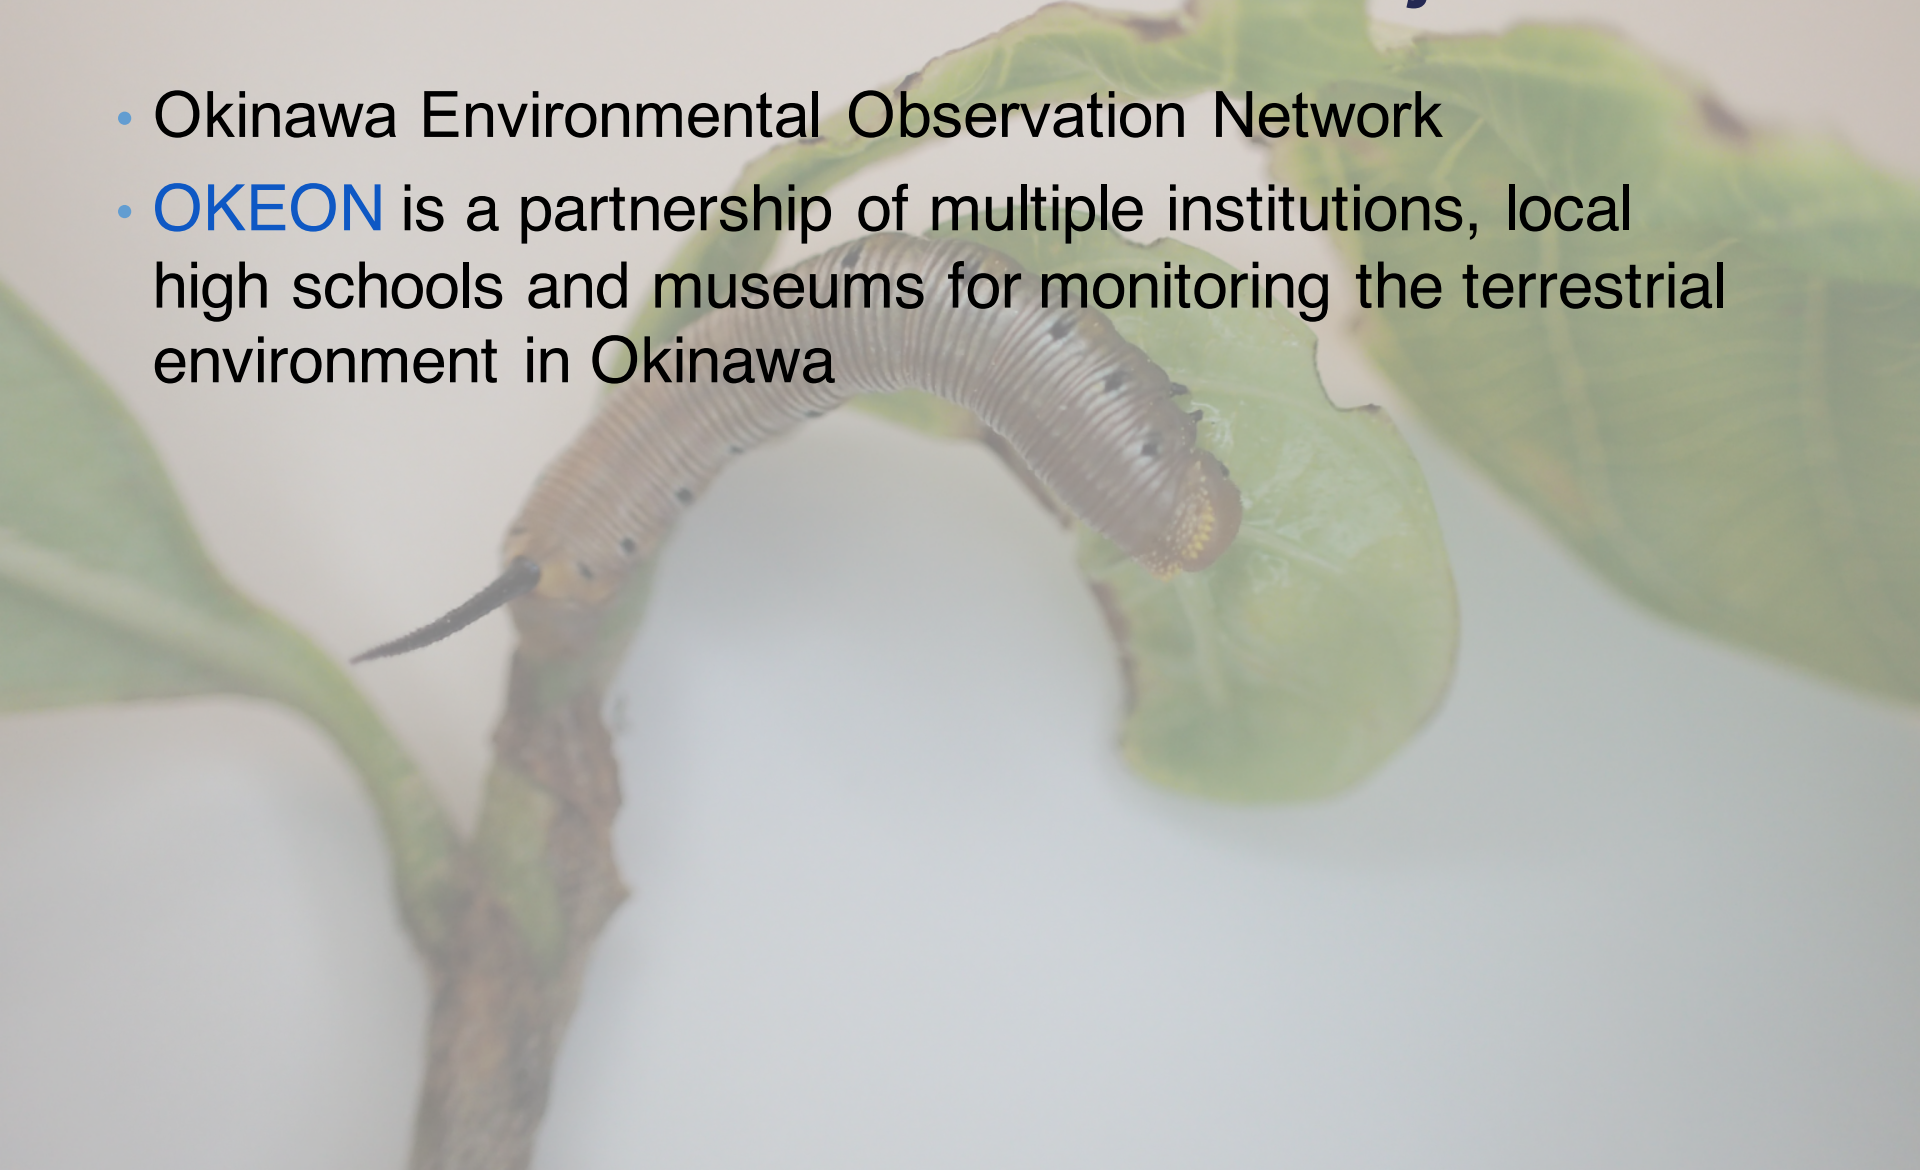 • Okinawa Environmental Observation Network
• OKEON is a partnership of multiple institutions, local
high schools and museums for monitoring the terrestrial
environment in Okinawa